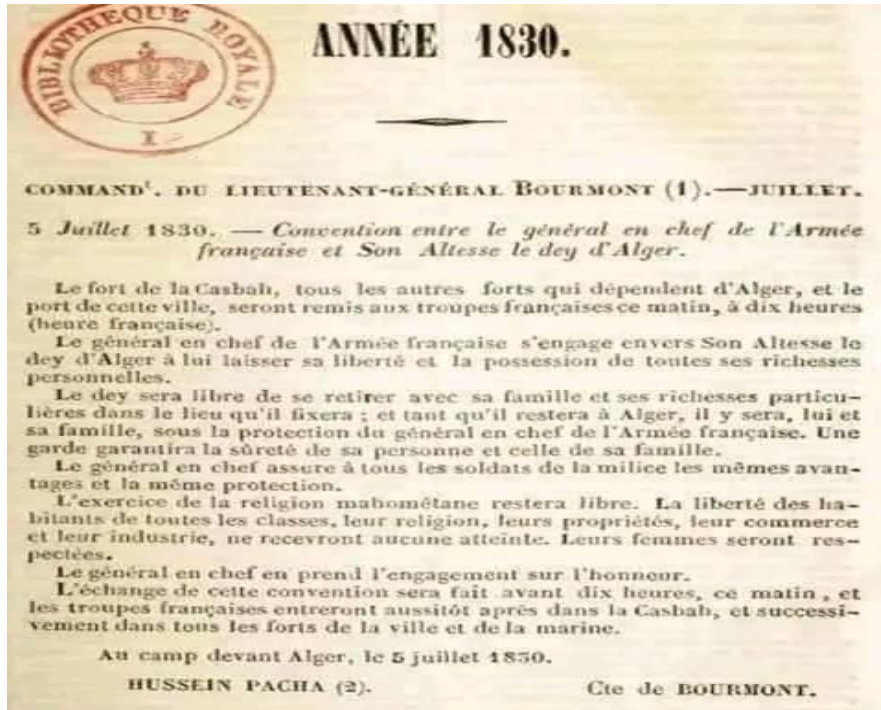 BIBLIOTHEQUE ROYALE
I
ANNÉE 1830.
COMMANDt. DU LIEUTENANT-GÉNÉRAL BOURMONT (1).—JUILLET.
5 Juillet 1830. — Convention entre le général en chef de l'Armée
française et Son Altesse le dey d'Alger.
Le fort de la Casbah, tous les autres forts qui dépendent d'Alger, et le
port de cette ville, seront remis aux troupes françaises ce matin, à dix heures
(heure française).
Le général en chef de l'Armée française s'engage envers Son Altesse le
dey d'Alger à lui laisser sa liberté et la possession de toutes ses richesses
personnelles.
Le dey sera libre de se retirer avec sa famille et ses richesses particu-
lières dans le lieu qu'il fixera ; et tant qu'il restera à Alger, il y sera, lui et
sa famille, sous la protection du général en chef de l'Armée française. Une
garde garantira la sûreté de sa personne et celle de sa famille.
Le général en chef assure à tous les soldats de la milice les mêmes avan-
tages et la même protection.
L'exercice de la religion mahométane restera libre. La liberté des ha-
bitants de toutes les classes, leur religion, leurs propriétés, leur commerce
et leur industrie, ne recevront aucune atteinte. Leurs femmes seront res-
pectées.
Le général en chef en prend l'engagement sur l'honneur.
L'échange de cette convention sera fait avant dix heures, ce matin, et
les troupes françaises entreront aussitôt après dans la Casbah, et successi-
vement dans tous les forts de la ville et de la marine.
Au camp devant Alger, le 5 juillet 1830.
HUSSEIN PACHA (2). Cte de BOURMONT.